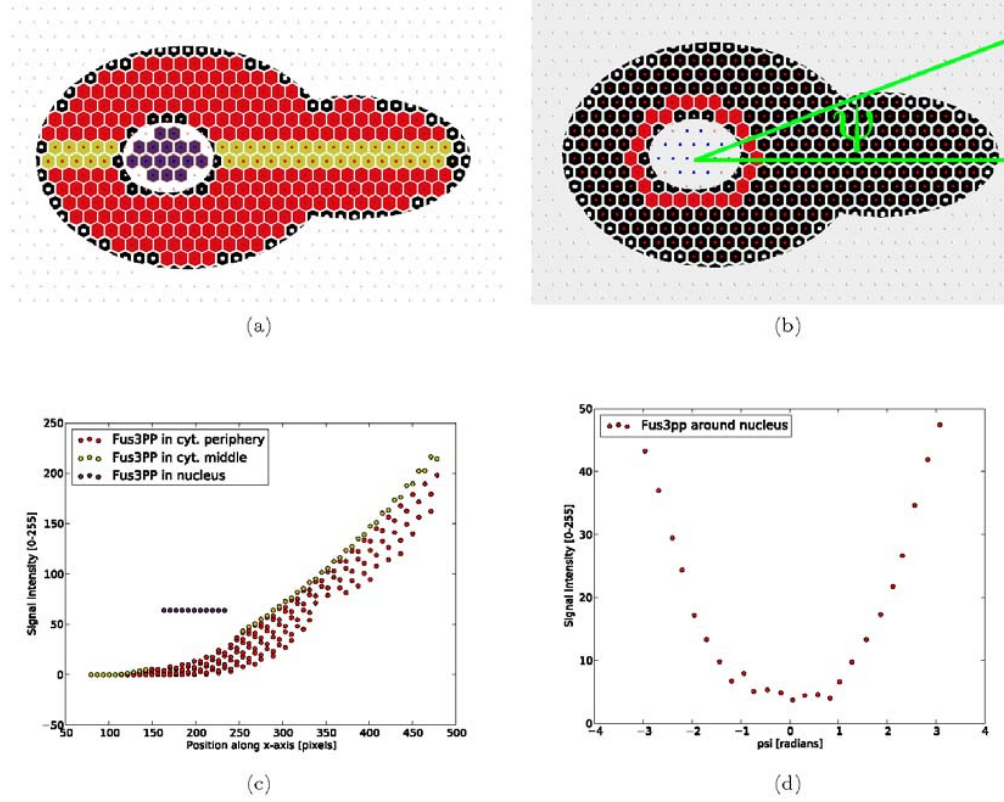 ψ
(a)
(b)
250
200
150
100
50
0
−50
Signal Intensity [0-255]
Fus3PP in cyt. periphery
Fus3PP in cyt. middle
Fus3PP in nucleus
50 100 150 200 250 300 350 400 450 500
Position along x-axis [pixels]
(c)
50
40
30
20
10
0
Signal Intensity [0-255]
Fus3pp around nucleus
−4 −3 −2 −1 0 1 2 3 4
psi [radians]
(d)